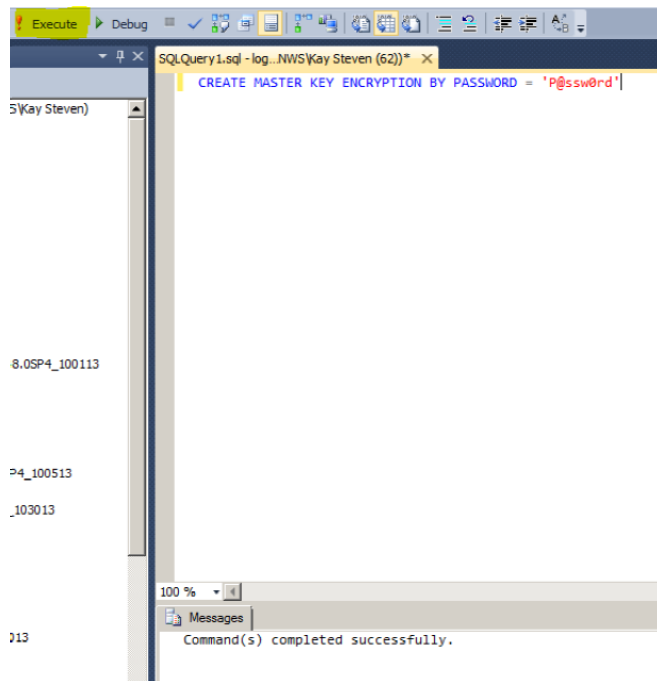 Execute Debug
SQLQuery1.sql - log...NWS\Kay Steven (62))*
CREATE MASTER KEY ENCRYPTION BY PASSWORD = 'P@ssw0rd'
S\Kay Steven)
8.0SP4_100113
P4_100513
_103013
100 %
Messages
013
Command(s) completed successfully.